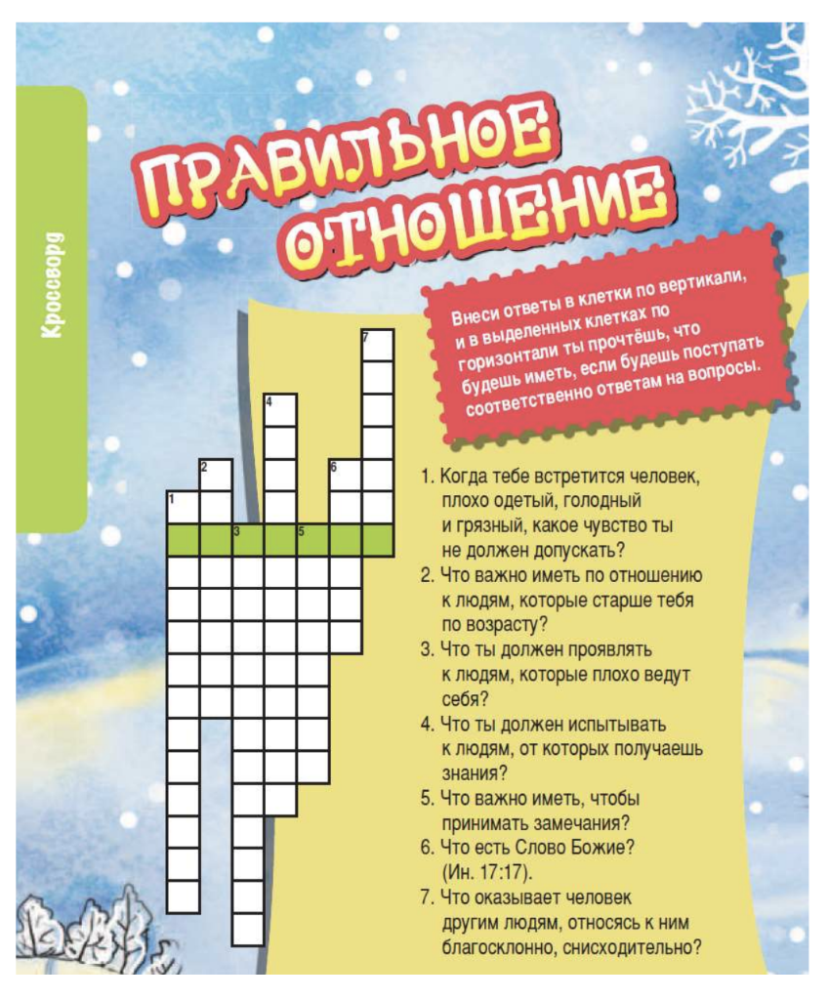 Кроссворд
ПРАВИЛЬНОЕ
ОТНОШЕНИЕ
Внеси ответы в клетки по вертикали,
и в выделенных клетках по
горизонтали ты прочтёшь, что
будешь иметь, если будешь поступать
соответственно ответам на вопросы.
7
4
2
6
1
3
5
1. Когда тебе встретится человек,
плохо одетый, голодный
и грязный, какое чувство ты
не должен допускать?
2. Что важно иметь по отношению
к людям, которые старше тебя
по возрасту?
3. Что ты должен проявлять
к людям, которые плохо ведут
себя?
4. Что ты должен испытывать
к людям, от которых получаешь
знания?
5. Что важно иметь, чтобы
принимать замечания?
6. Что есть Слово Божие?
(Ин. 17:17).
7. Что оказывает человек
другим людям, относясь к ним
благосклонно, снисходительно?